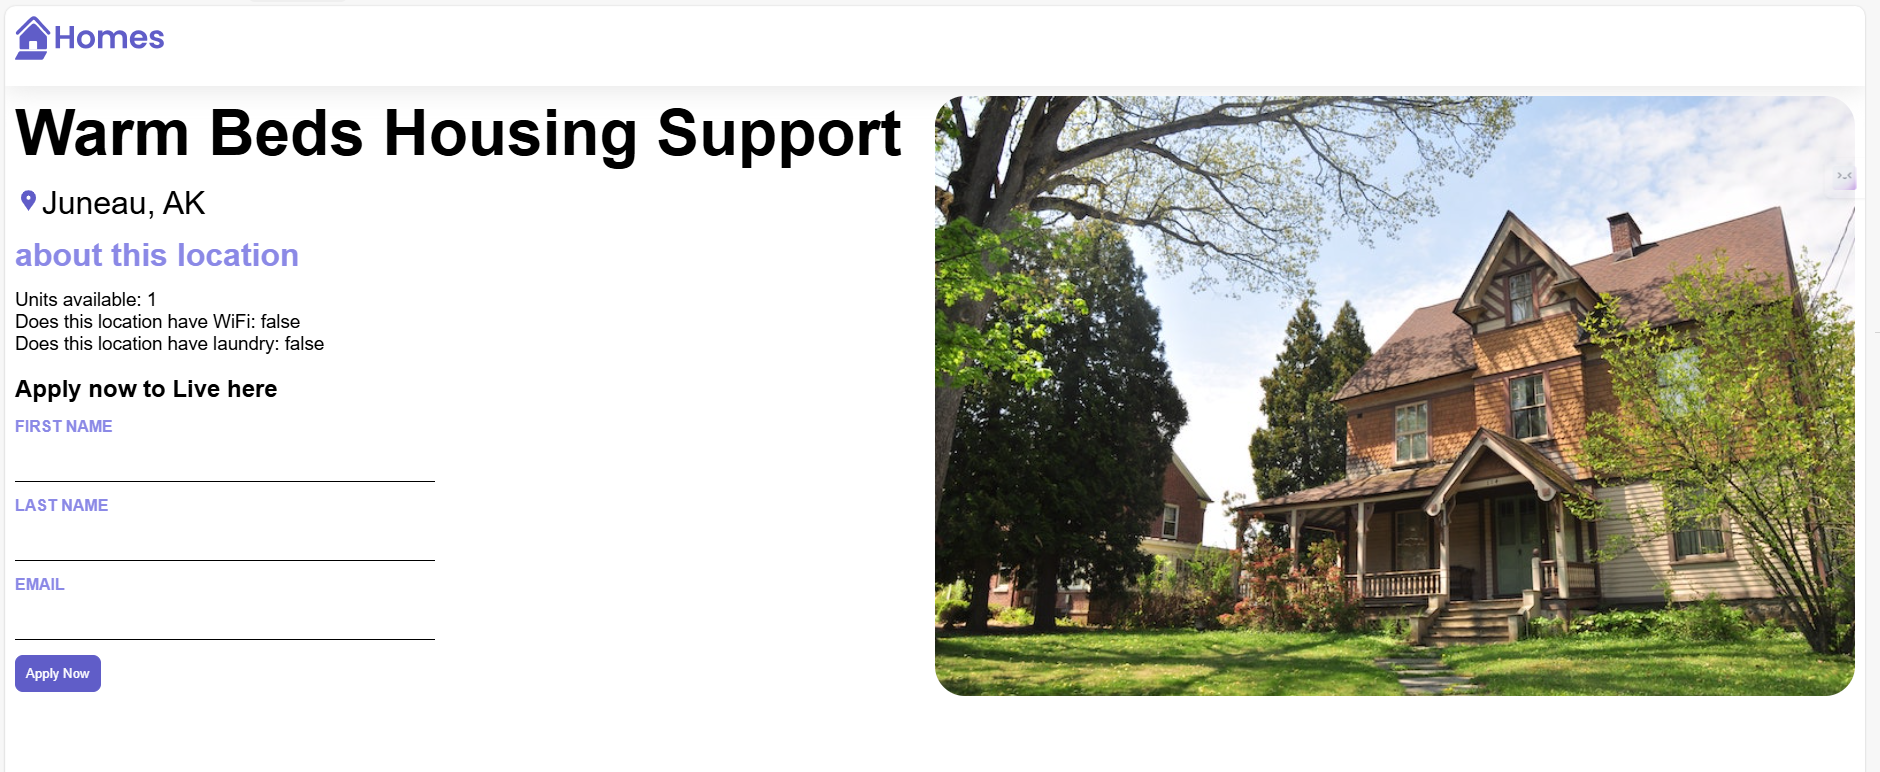 Homes
Warm Beds Housing Support
Juneau, AK
about this location
Units available: 1
Does this location have WiFi: false
Does this location have laundry: false
Apply now to Live here
FIRST NAME
LAST NAME
EMAIL
Apply Now